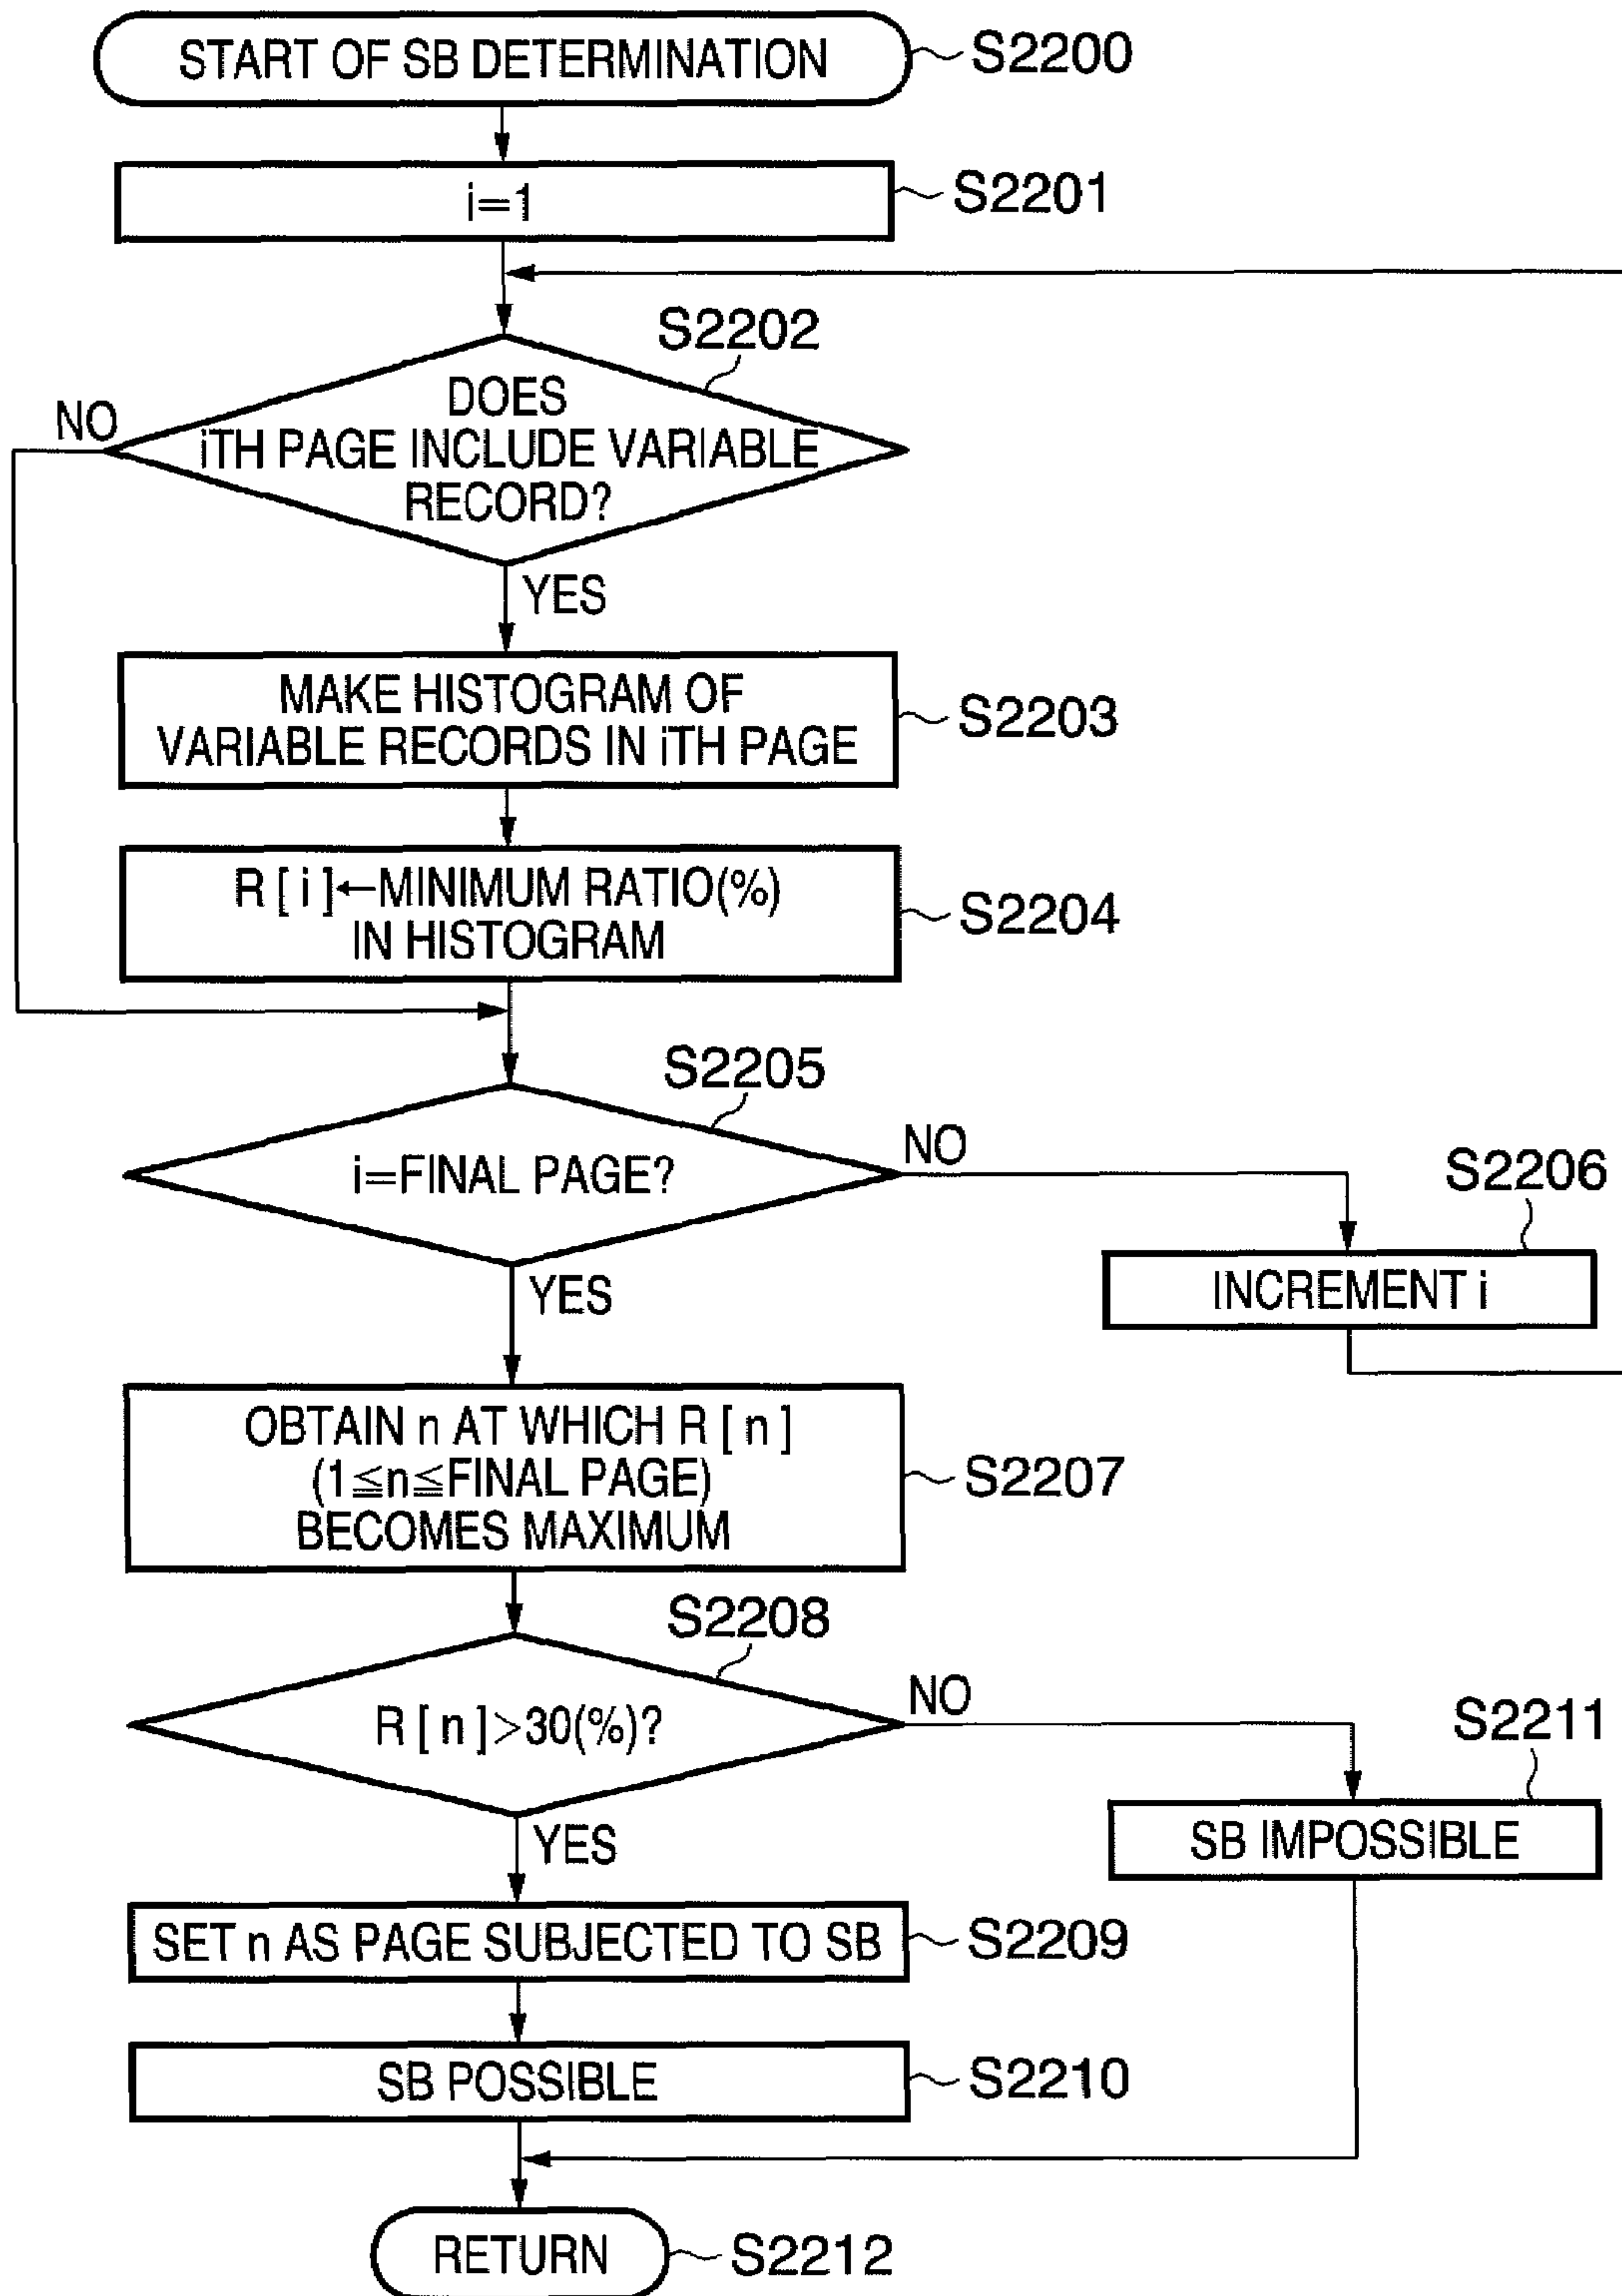 START OF SB DETERMINATION
S2200
i=1
S2201
S2202
DOES
iTH PAGE INCLUDE VARIABLE
RECORD?
NO
YES
MAKE HISTOGRAM OF
VARIABLE RECORDS IN iTH PAGE
S2203
R [ i ]←MINIMUM RATIO(%)
IN HISTOGRAM
S2204
S2205
i=FINAL PAGE?
NO
S2206
INCREMENT i
YES
OBTAIN n AT WHICH R [ n ]
(1≦n≦FINAL PAGE)
BECOMES MAXIMUM
S2207
S2208
R [ n ]>30(%)?
NO
S2211
SB IMPOSSIBLE
YES
SET n AS PAGE SUBJECTED TO SB
S2209
SB POSSIBLE
S2210
RETURN
S2212